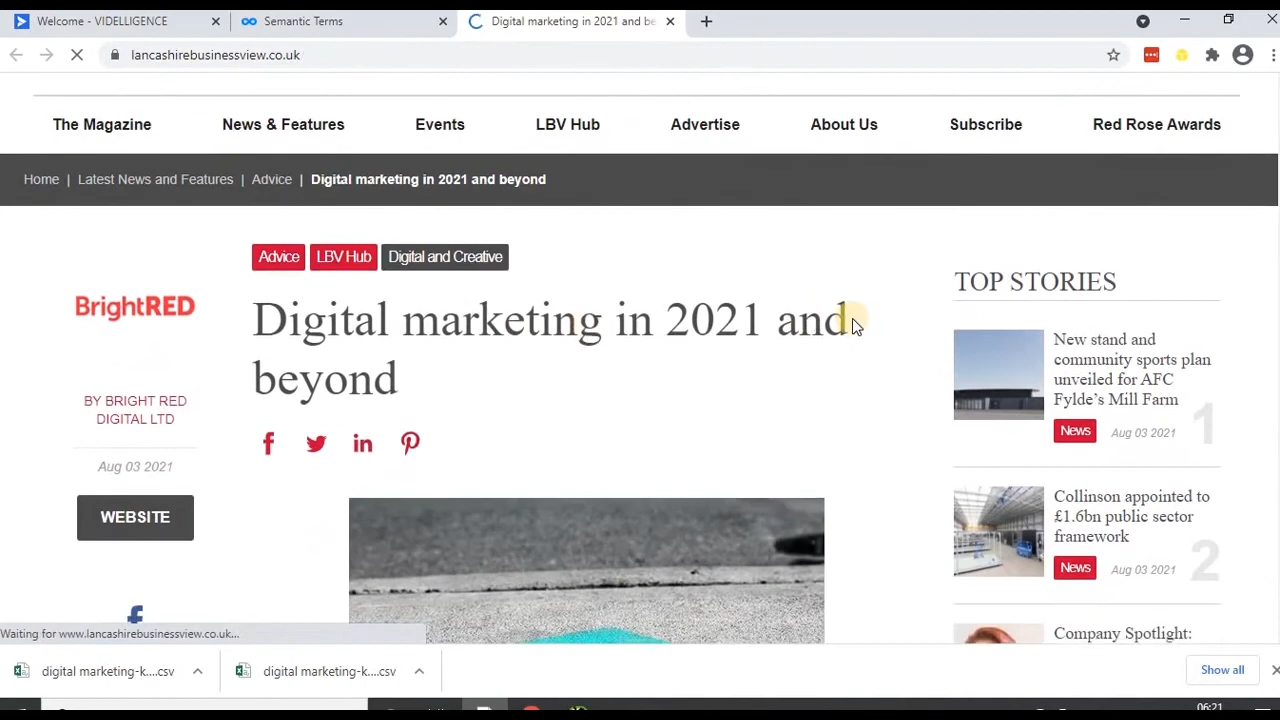 Welcome - VIDELLIGENCE
Semantic Terms
Digital marketing in 2021 and be
lancashirebusinessview.co.uk
The Magazine
News & Features
Events
LBV Hub
Advertise
About Us
Subscribe
Red Rose Awards
Home | Latest News and Features | Advice | Digital marketing in 2021 and beyond
Advice
LBV Hub
Digital and Creative
BrightRED
Digital marketing in 2021 and
beyond
BY BRIGHT RED
DIGITAL LTD
Aug 03 2021
WEBSITE
TOP STORIES
New stand and
community sports plan
unveiled for AFC
Fylde's Mill Farm
1
News
Aug 03 2021
Collinson appointed to
£1.6bn public sector
framework
2
News
Aug 03 2021
Company Spotlight:
Waiting for www.lancashirebusinessview.co.uk...
digital marketing-k....csv
digital marketing-k....csv
Show all
06:21